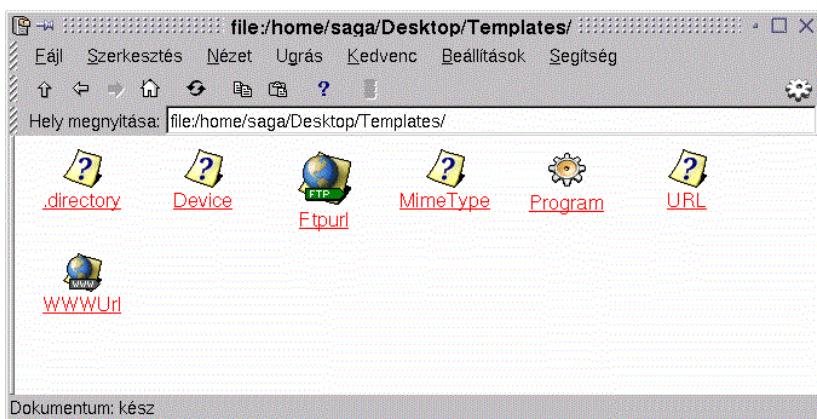 file:/home/saga/Desktop/Templates/
Fájl Szerkesztés Nézet Ugrás Kedvenc Beállítások Segítség
?
Hely megnyitása: file:/home/saga/Desktop/Templates/
? ? FTP ? ?
.directory Device Ftpurl MimeType Program URL
WWW
WWWUrl
Dokumentum: kész